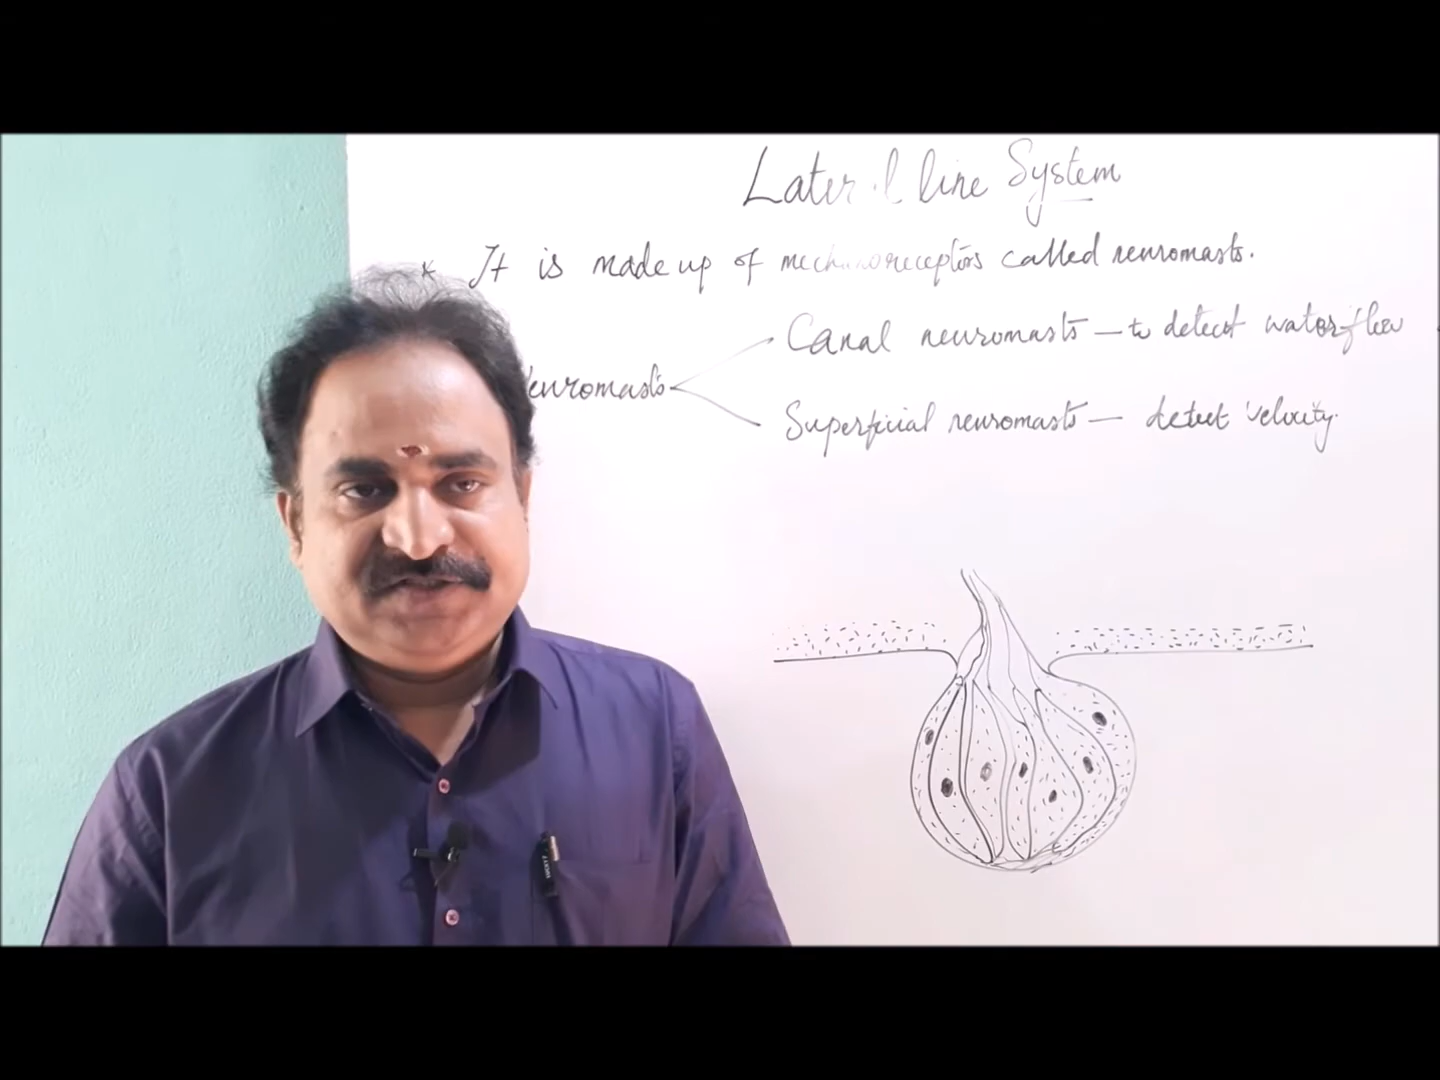 Lateral line System
* It is made up of mechanoreceptors called neuromasts.
Canal neuromasts — to detect water flow
neuromasts
Superficial neuromasts — detect velocity.